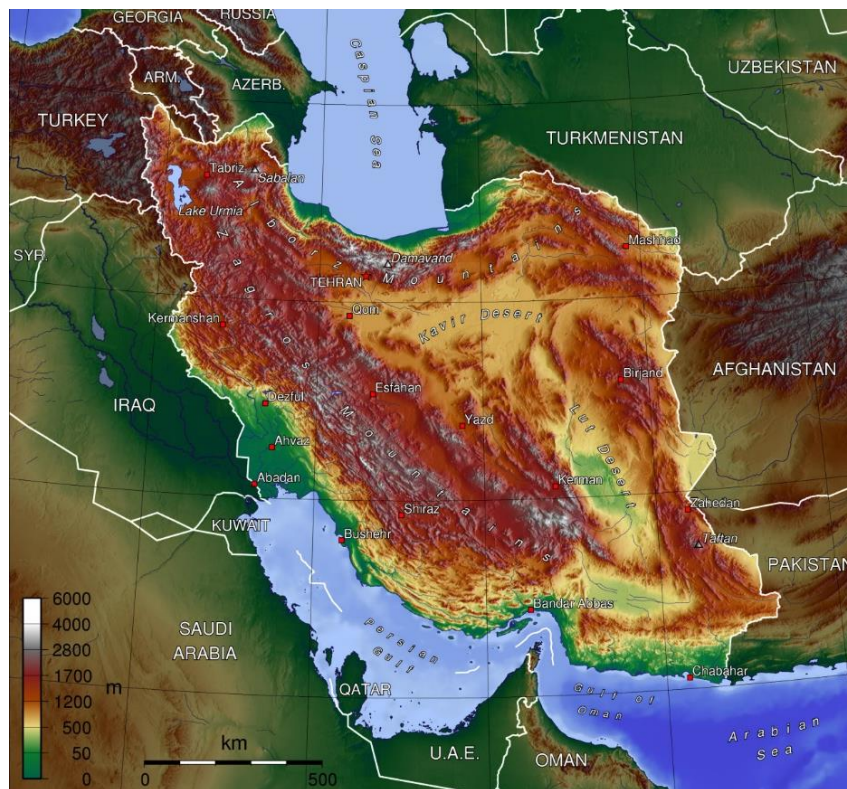 GEORGIA
RUSSIA
ARM.
AZERB.
Caspian Sea
UZBEKISTAN
TURKEY
TURKMENISTAN
Tabriz
Sabalan
Lake Urmia
SYR.
Alborz Mountains
Mashhad
Damavand
TEHRAN
Zagros Mountains
Qom
Kermanshah
Kavir Desert
AFGHANISTAN
Birjand
Esfahan
IRAQ
Dezful
Lut Desert
Yazd
Ahvaz
Abadan
Kerman
Zahedan
Shiraz
KUWAIT
Bushehr
Taftan
PAKISTAN
Bandar Abbas
SAUDI
ARABIA
Persian
Gulf
QATAR
Chabahar
Gulf of
Oman
Arabian
Sea
U.A.E.
OMAN
6000
4000
2800
1700
1200 m
500
50
0
km
0 500